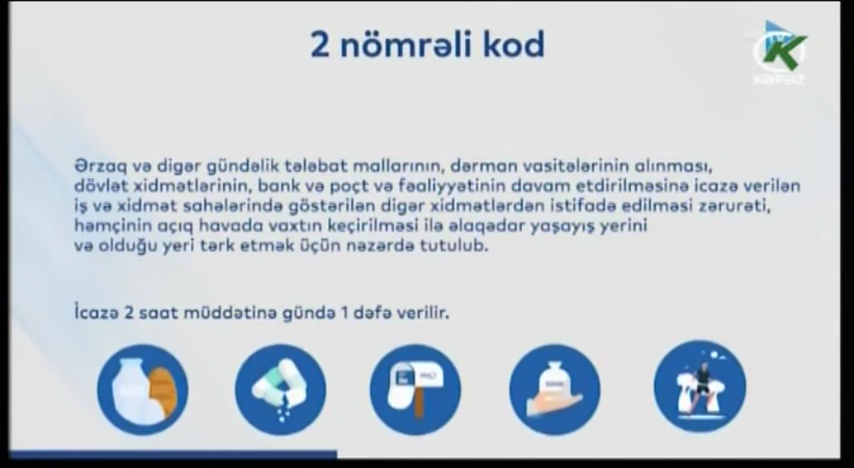 2 nömrəli kod
KəPəZ
Ərzaq və digər gündəlik tələbat mallarının, dərman vasitələrinin alınması,
dövlət xidmətlərinin, bank və poçt və fəaliyyətinin davam etdirilməsinə icazə verilən
iş və xidmət sahələrində göstərilən digər xidmətlərdən istifadə edilməsi zərurəti,
həmçinin açıq havada vaxtın keçirilməsi ilə əlaqədar yaşayış yerini
və olduğu yeri tərk etmək üçün nəzərdə tutulub.
İcazə 2 saat müddətinə gündə 1 dəfə verilir.